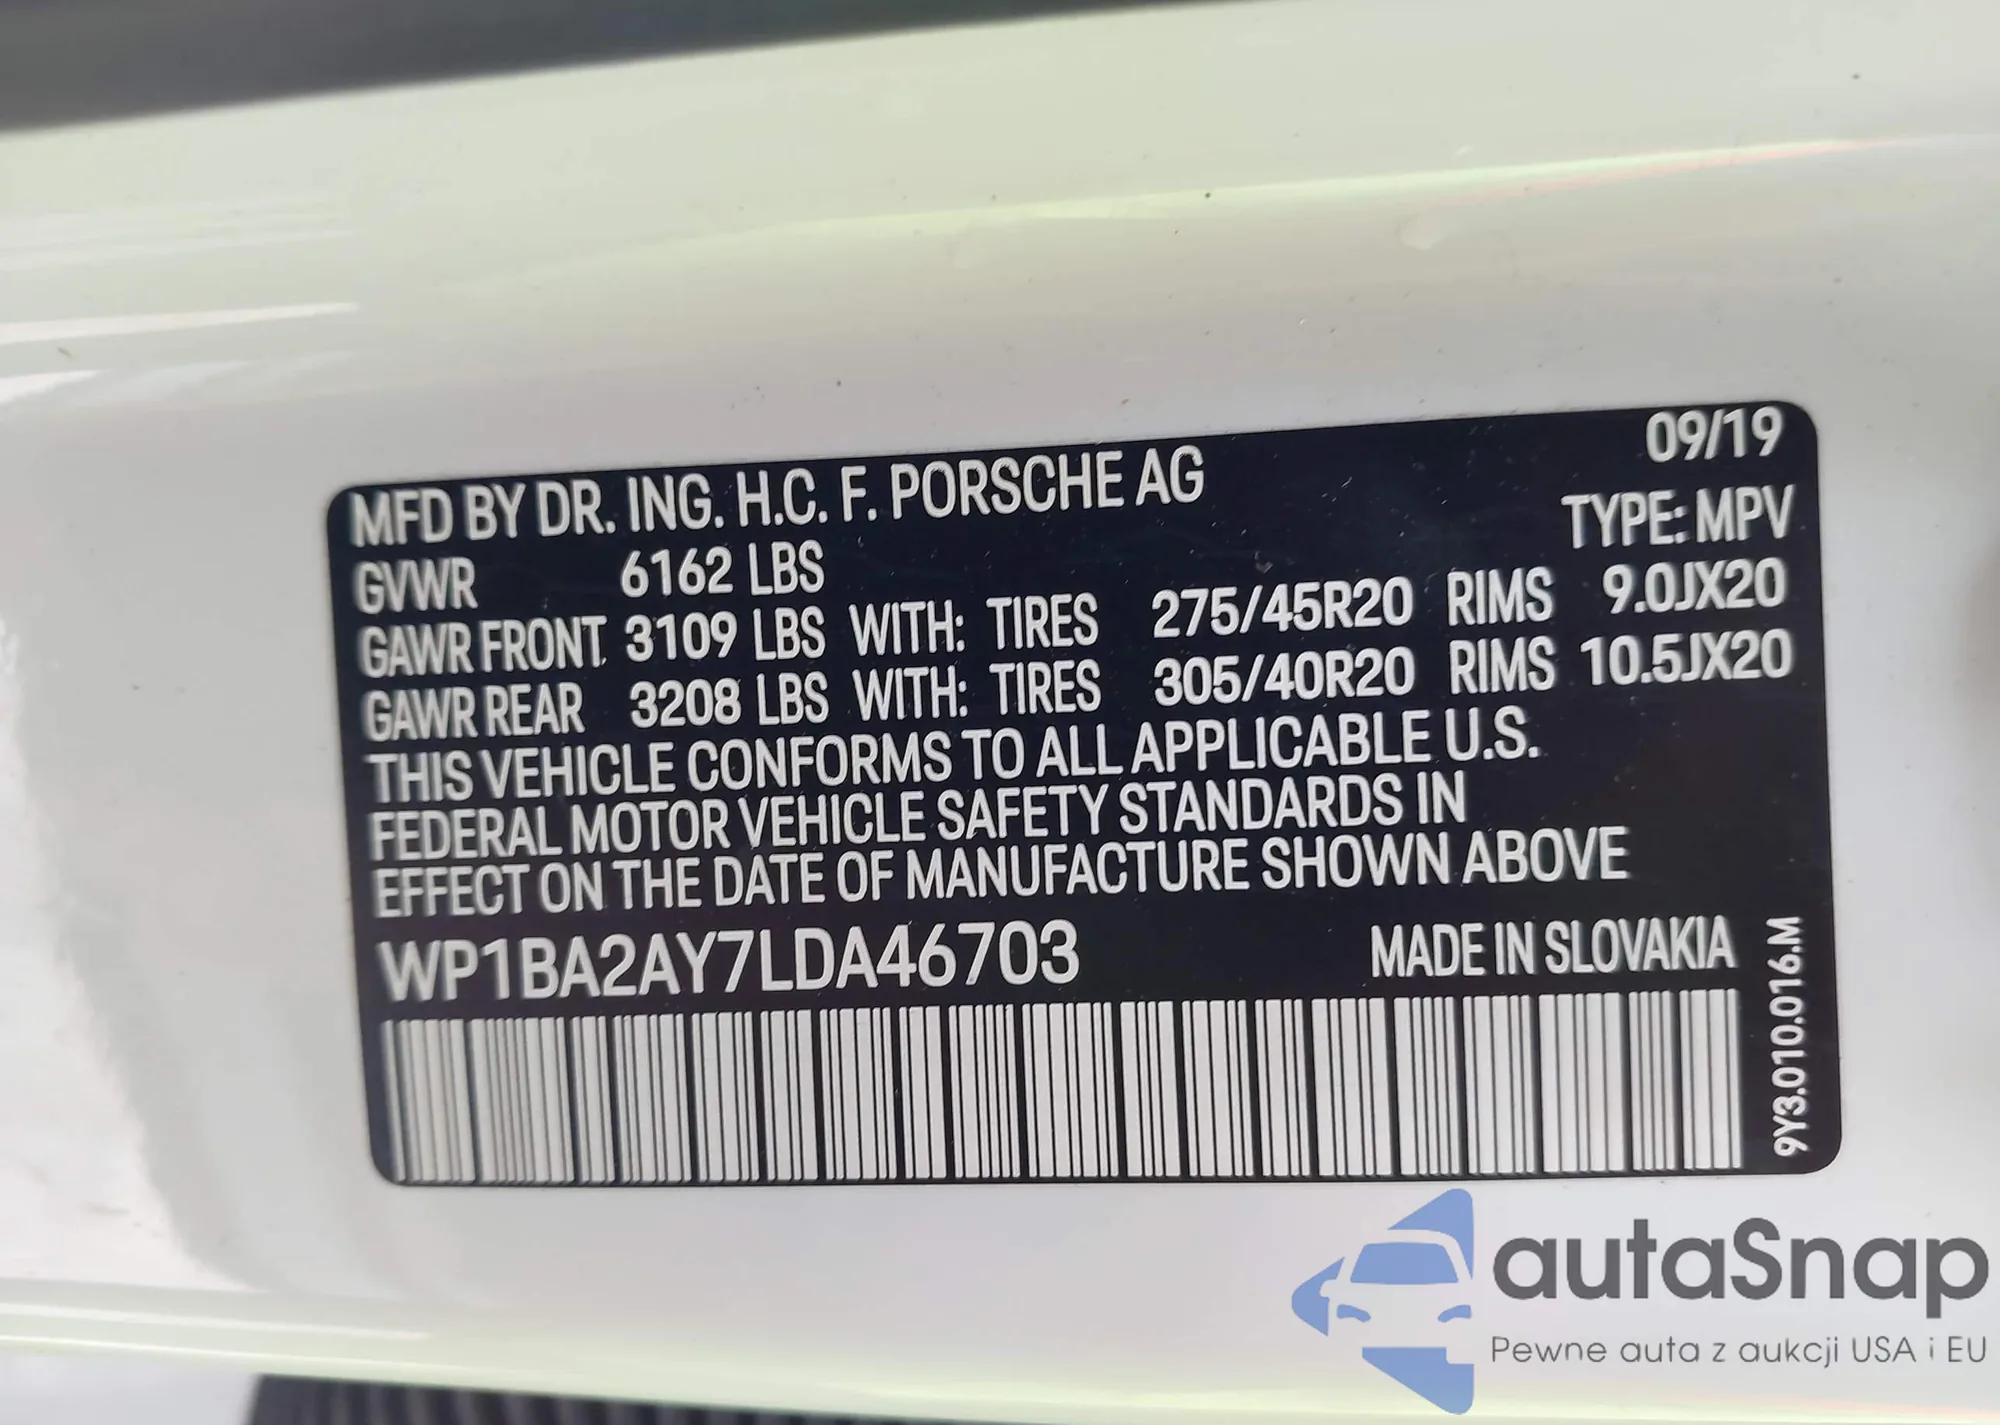 MFD BY DR. ING. H.C. F. PORSCHE AG 09/19
TYPE: MPV
GVWR 6162 LBS
GAWR FRONT 3109 LBS WITH: TIRES 275/45R20 RIMS 9.0JX20
GAWR REAR 3208 LBS WITH: TIRES 305/40R20 RIMS 10.5JX20
THIS VEHICLE CONFORMS TO ALL APPLICABLE U.S.
FEDERAL MOTOR VEHICLE SAFETY STANDARDS IN
EFFECT ON THE DATE OF MANUFACTURE SHOWN ABOVE
WP1BA2AY7LDA46703 MADE IN SLOVAKIA
9Y3.010.016.M
autaSnap
Pewne auta z aukcji USA i EU